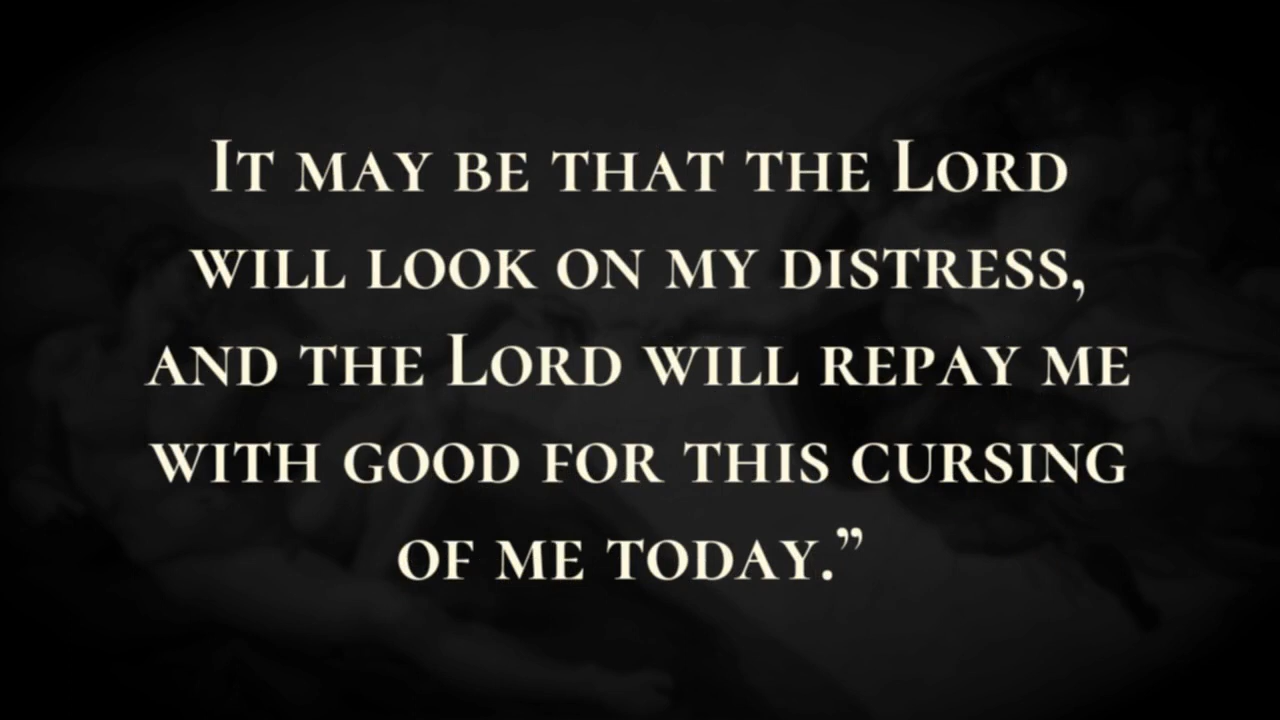 It may be that the Lord
will look on my distress,
and the Lord will repay me
with good for this cursing
of me today.”